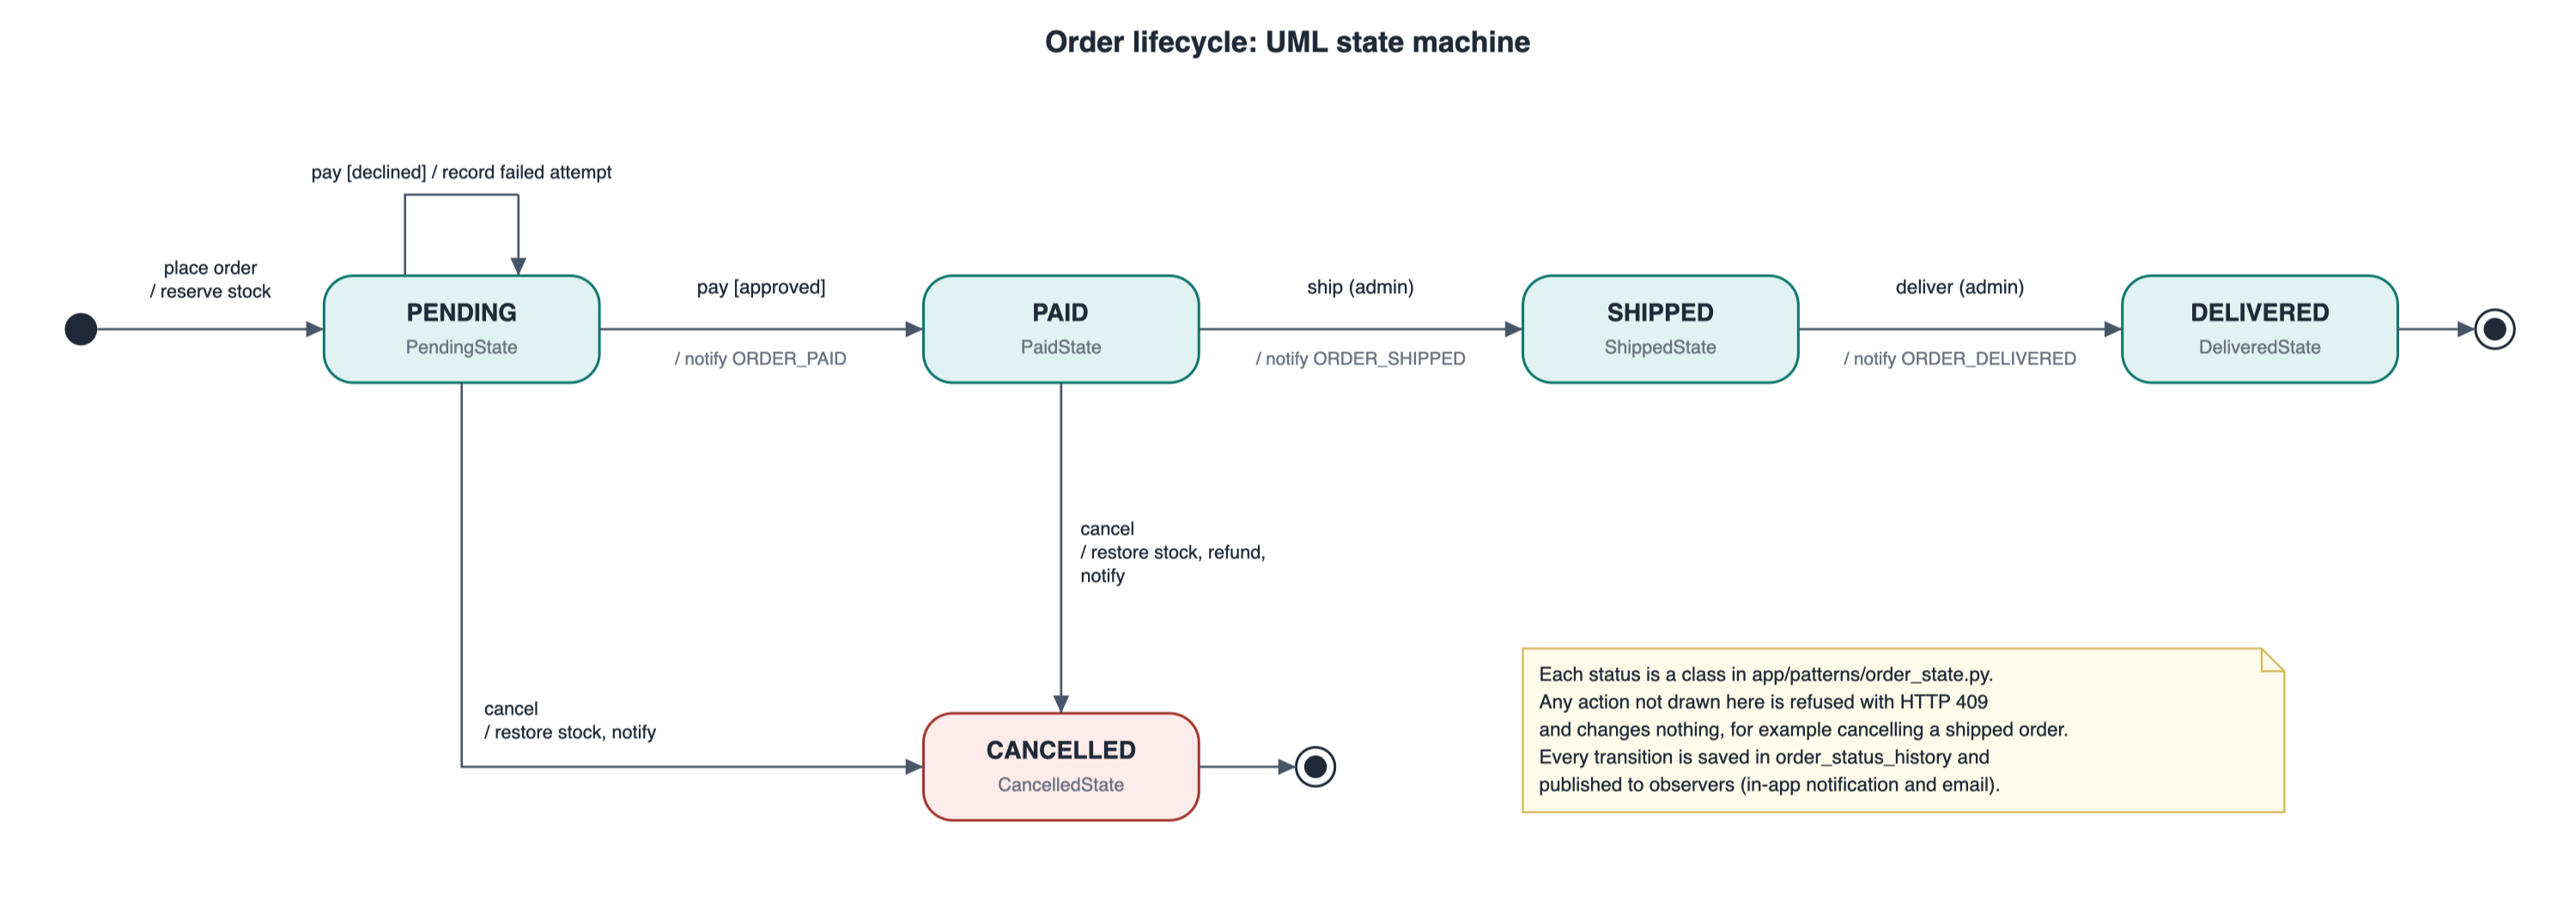 Order lifecycle: UML state machine
pay [declined] / record failed attempt
place order
/ reserve stock
PENDING
PendingState
pay [approved]
/ notify ORDER_PAID
PAID
PaidState
ship (admin)
/ notify ORDER_SHIPPED
SHIPPED
ShippedState
deliver (admin)
/ notify ORDER_DELIVERED
DELIVERED
DeliveredState
cancel
/ restore stock, refund,
notify
cancel
/ restore stock, notify
CANCELLED
CancelledState
Each status is a class in app/patterns/order_state.py.
Any action not drawn here is refused with HTTP 409
and changes nothing, for example cancelling a shipped order.
Every transition is saved in order_status_history and
published to observers (in-app notification and email).